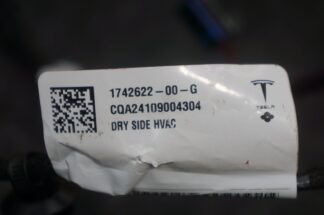 1742622-00-G
CQA24109004304
DRY SIDE HVAC
TESLA